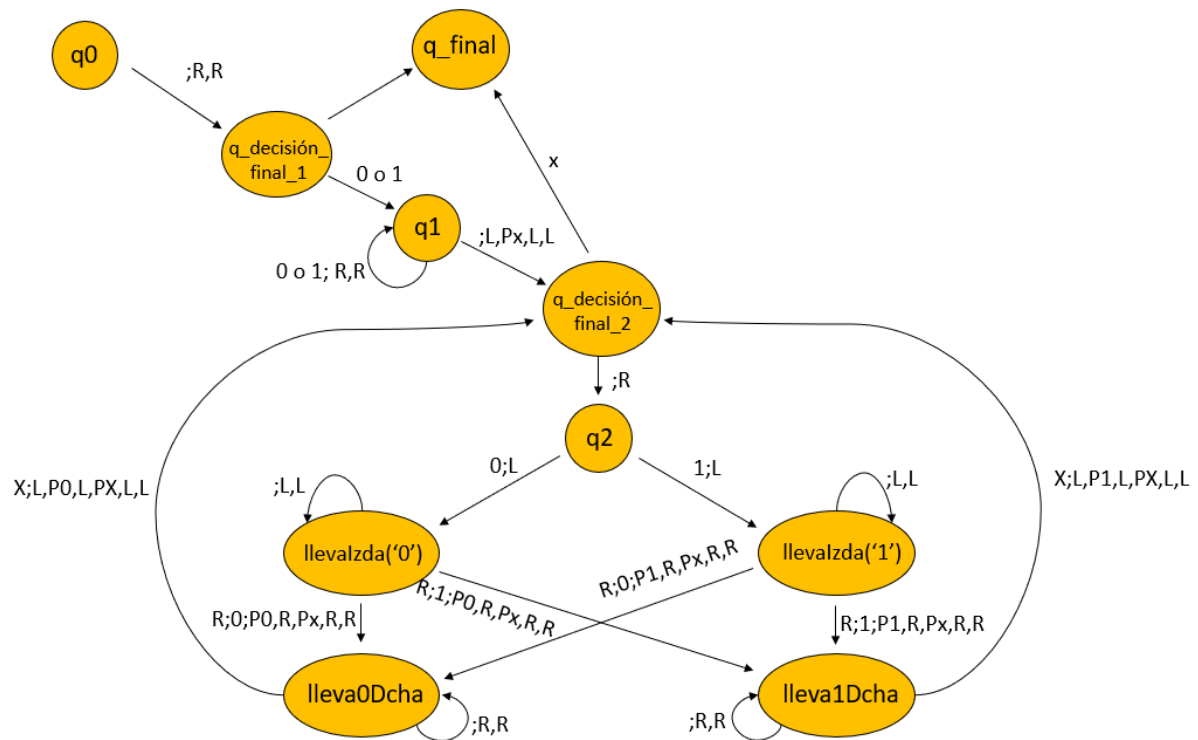 q0
q_final
;R,R
q_decisión_
final_1
x
0 o 1
q1
;L,Px,L,L
0 o 1; R,R
q_decisión_
final_2
;R
q2
0;L
1;L
X;L,P0,L,PX,L,L
X;L,P1,L,PX,L,L
;L,L
;L,L
llevaIzda(‘0’)
llevaIzda(‘1’)
R;0;P1,R,Px,R,R
R;1;P0,R,Px,R,R
R;0;P0,R,Px,R,R
R;1;P1,R,Px,R,R
lleva0Dcha
lleva1Dcha
;R,R
;R,R